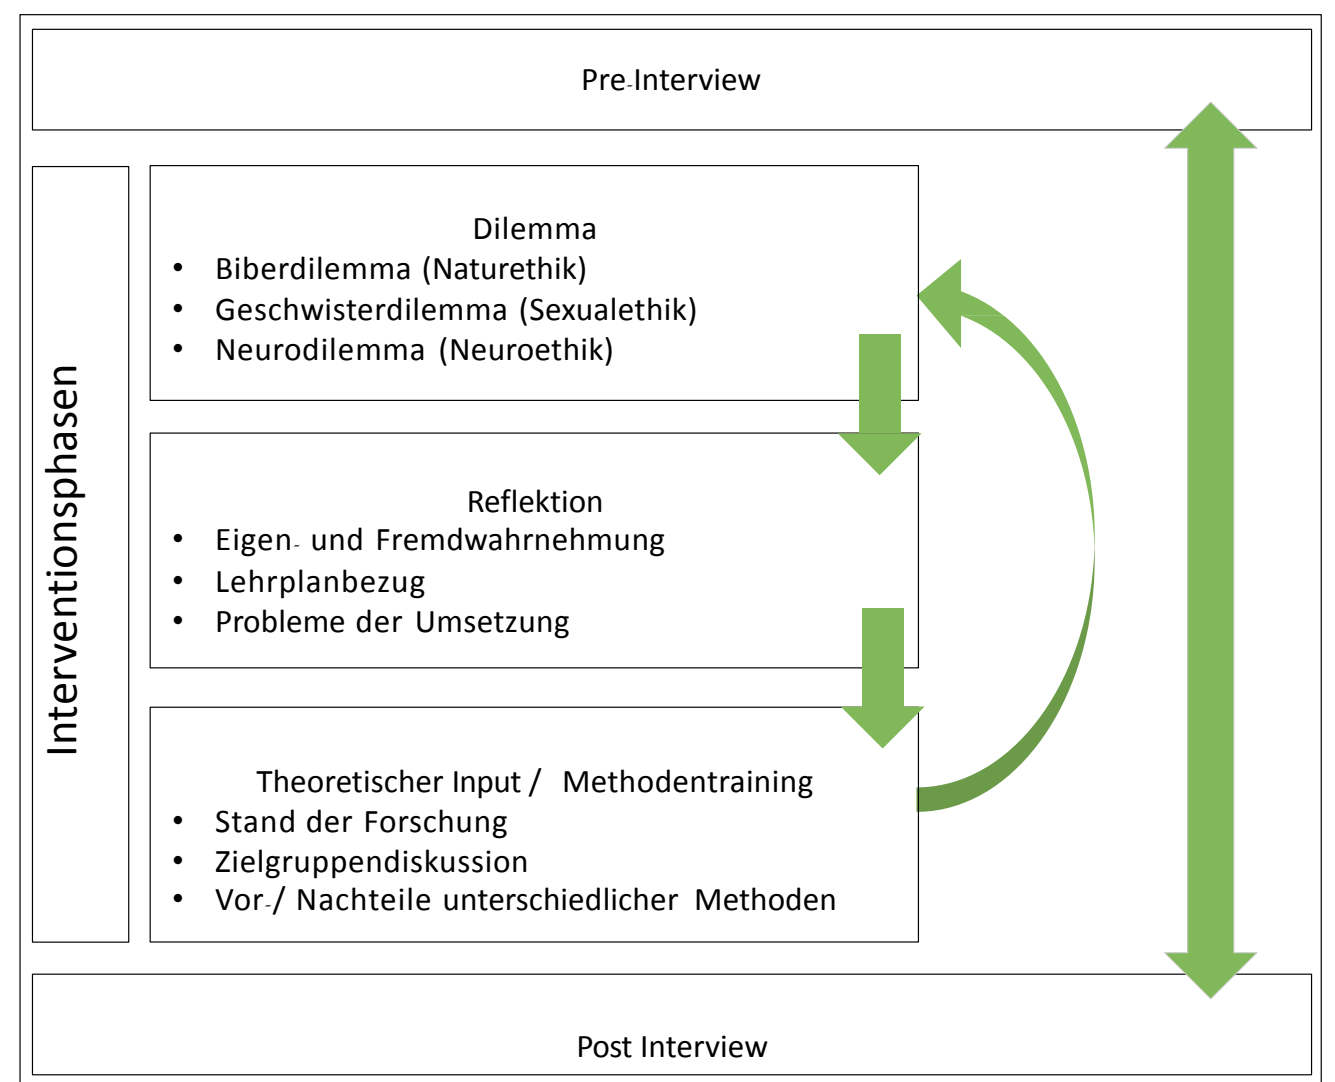 Pre-Interview
Interventionsphasen
Dilemma
• Biberdilemma (Naturethik)
• Geschwisterdilemma (Sexualethik)
• Neurodilemma (Neuroethik)
Reflektion
• Eigen- und Fremdwahrnehmung
• Lehrplanbezug
• Probleme der Umsetzung
Theoretischer Input / Methodentraining
• Stand der Forschung
• Zielgruppendiskussion
• Vor-/ Nachteile unterschiedlicher Methoden
Post Interview